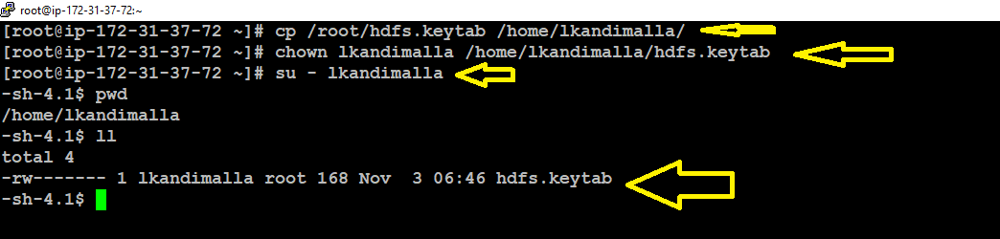 root@ip-172-31-37-72:~
[root@ip-172-31-37-72 ~]# cp /root/hdfs.keytab /home/lkandimalla/
[root@ip-172-31-37-72 ~]# chown lkandimalla /home/lkandimalla/hdfs.keytab
[root@ip-172-31-37-72 ~]# su - lkandimalla
-sh-4.1$ pwd
/home/lkandimalla
-sh-4.1$ ll
total 4
-rw------- 1 lkandimalla root 168 Nov  3 06:46 hdfs.keytab
-sh-4.1$